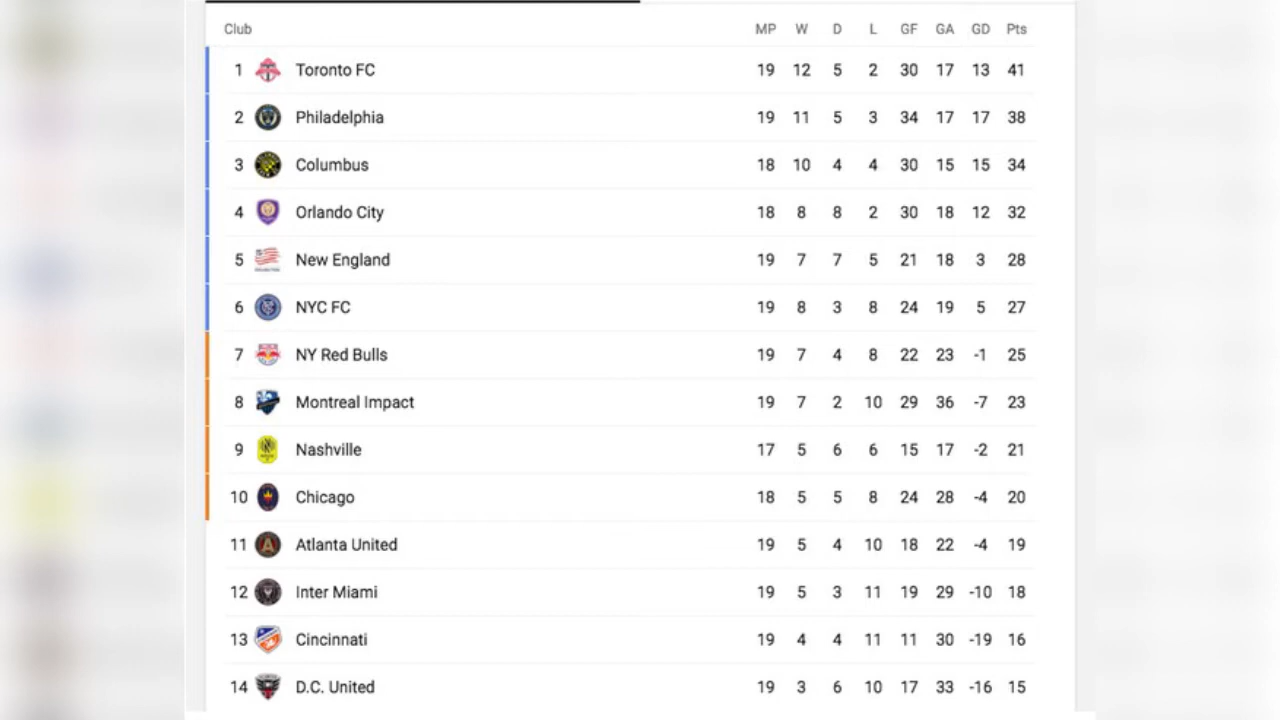 Club MP W D L GF GA GD Pts
1 Toronto FC 19 12 5 2 30 17 13 41
2 Philadelphia 19 11 5 3 34 17 17 38
3 Columbus 18 10 4 4 30 15 15 34
4 Orlando City 18 8 8 2 30 18 12 32
5 New England 19 7 7 5 21 18 3 28
6 NYC FC 19 8 3 8 24 19 5 27
7 NY Red Bulls 19 7 4 8 22 23 -1 25
8 Montreal Impact 19 7 2 10 29 36 -7 23
9 Nashville 17 5 6 6 15 17 -2 21
10 Chicago 18 5 5 8 24 28 -4 20
11 Atlanta United 19 5 4 10 18 22 -4 19
12 Inter Miami 19 5 3 11 19 29 -10 18
13 Cincinnati 19 4 4 11 11 30 -19 16
14 D.C. United 19 3 6 10 17 33 -16 15